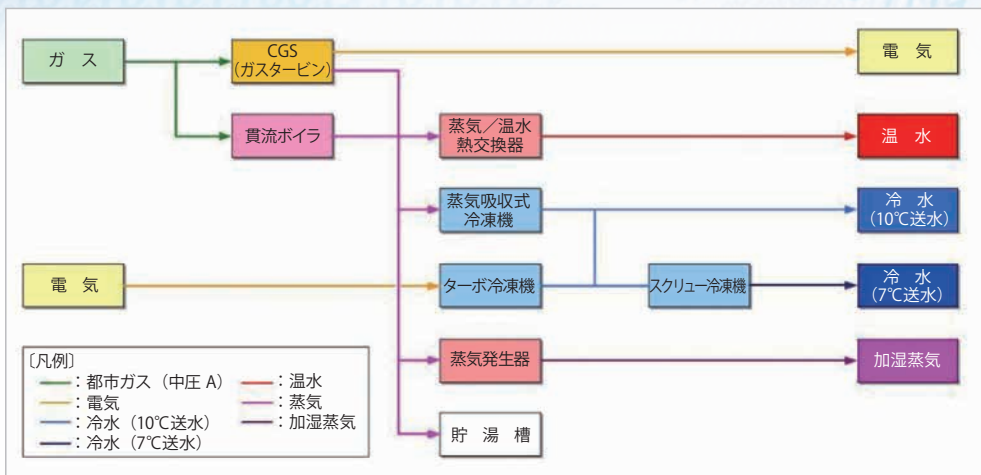 ガ ス
CGS
(ガスタービン)
電 気
貫流ボイラ
蒸気／温水
熱交換器
温 水
蒸気吸収式
冷凍機
冷 水
(10℃送水)
電 気
ターボ冷凍機
スクリュー冷凍機
冷 水
(7℃送水)
蒸気発生器
加湿蒸気
貯 湯 槽
〔凡例〕
：都市ガス（中圧 A）
：電気
：冷水（10℃送水）
：冷水（7℃送水）
：温水
：蒸気
：加湿蒸気